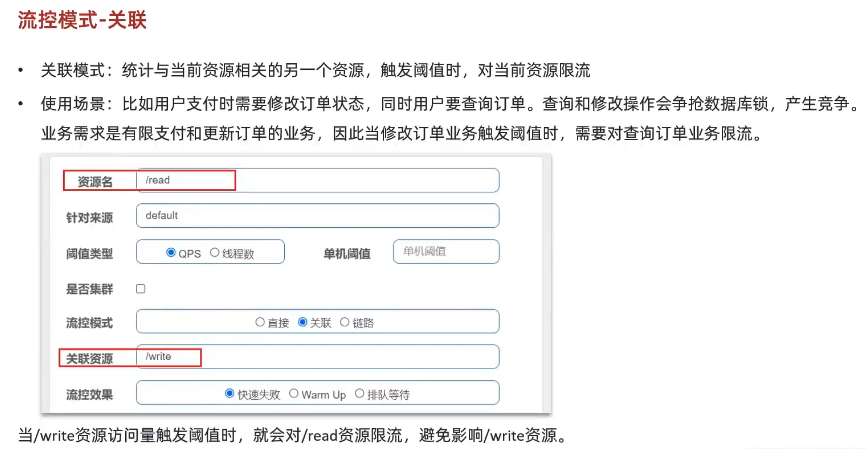 流控模式-关联
• 关联模式：统计与当前资源相关的另一个资源，触发阈值时，对当前资源限流
• 使用场景：比如用户支付时需要修改订单状态，同时用户要查询订单。查询和修改操作会争抢数据库锁，产生竞争。
业务需求是有限支付和更新订单的业务，因此当修改订单业务触发阈值时，需要对查询订单业务限流。
资源名 /read
针对来源 default
阈值类型 QPS 线程数 单机阈值 单机阈值
是否集群
流控模式 直接 关联 链路
关联资源 /write
流控效果 快速失败 Warm Up 排队等待
当/write资源访问量触发阈值时，就会对/read资源限流，避免影响/write资源。